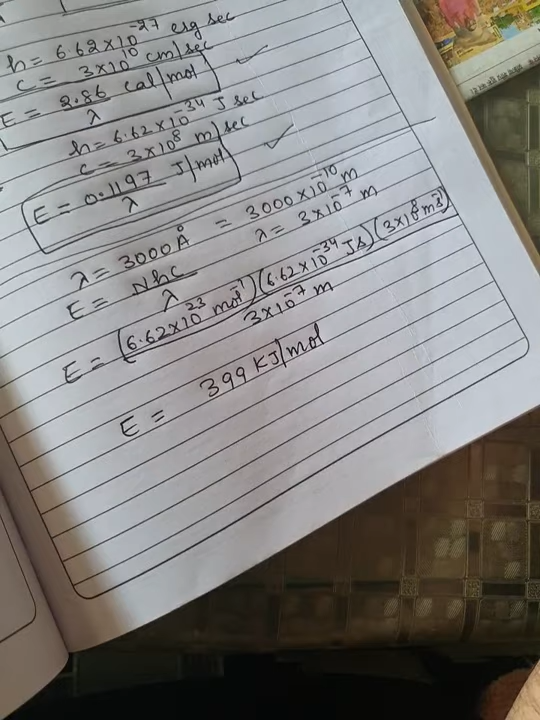 h = 6.62×10⁻²⁷ erg sec
c = 3×10¹⁰ cm/sec
E = 2.86/λ cal/mol ✓
h = 6.62×10⁻³⁴ J sec
c = 3×10⁸ m/sec
E = 0.1197/λ J/mol ✓
λ = 3000Å = 3000×10⁻¹⁰ m
λ = 3×10⁻⁷ m
E = Nhc/λ
E = (6.62×10²³ mol⁻¹)(6.62×10⁻³⁴ Js)(3×10⁸ ms⁻¹)/3×10⁻⁷ m
E = 399 KJ/mol